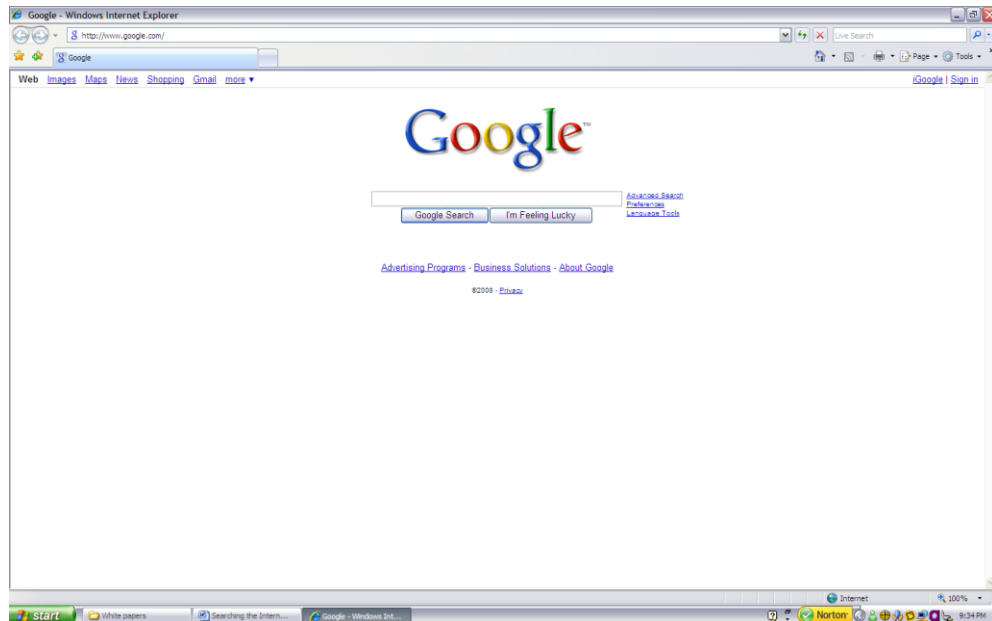 Google - Windows Internet Explorer
http://www.google.com/
Live Search
Google
Page
Tools
Web Images Maps News Shopping Gmail more ▼
iGoogle | Sign in
Google™
Advanced Search
Preferences
Language Tools
Google Search
I'm Feeling Lucky
Advertising Programs - Business Solutions - About Google
©2008 - Privacy
Internet
100%
start
White papers
Searching the Intern...
Google - Windows Int...
Norton
9:34 PM